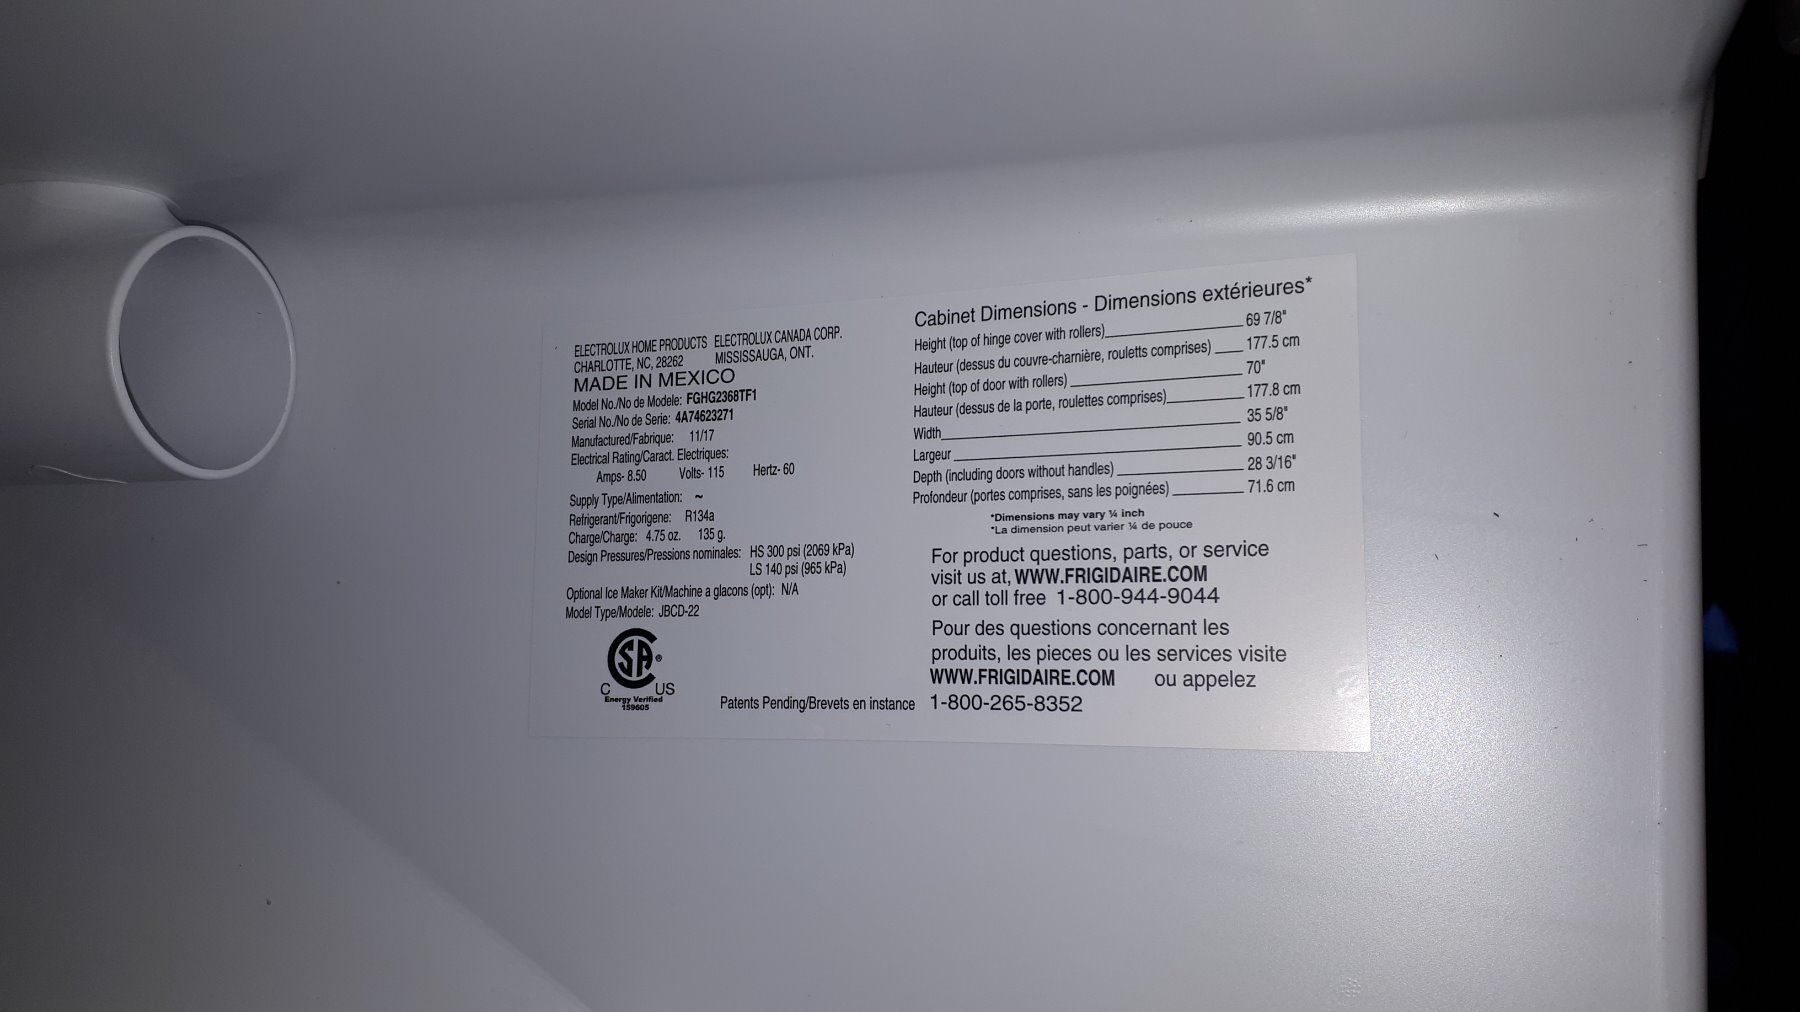 ELECTROLUX HOME PRODUCTS ELECTROLUX CANADA CORP.
CHARLOTTE, NC, 28262 MISSISSAUGA, ONT.
MADE IN MEXICO
Model No./No de Modele: FGHG2368TF1
Serial No./No de Serie: 4A74623271
Manufactured/Fabrique: 11/17
Electrical Rating/Caract. Electriques:
Amps- 8.50 Volts- 115 Hertz- 60
Supply Type/Alimentation: ~
Refrigerant/Frigorigene: R134a
Charge/Charge: 4.75 oz. 135 g.
Design Pressures/Pressions nominales: HS 300 psi (2069 kPa)
LS 140 psi (965 kPa)
Optional Ice Maker Kit/Machine a glacons (opt): N/A
Model Type/Modele: JBCD-22
SA ®
C US
Energy Verified
159605
Patents Pending/Brevets en instance
Cabinet Dimensions - Dimensions extérieures*
Height (top of hinge cover with rollers) 69 7/8"
Hauteur (dessus du couvre-charnière, rouletts comprises) 177.5 cm
Height (top of door with rollers) 70"
Hauteur (dessus de la porte, roulettes comprises) 177.8 cm
Width 35 5/8"
Largeur 90.5 cm
Depth (including doors without handles) 28 3/16"
Profondeur (portes comprises, sans les poignées) 71.6 cm
*Dimensions may vary ¼ inch
*La dimension peut varier ¼ de pouce
For product questions, parts, or service
visit us at, WWW.FRIGIDAIRE.COM
or call toll free 1-800-944-9044
Pour des questions concernant les
produits, les pieces ou les services visite
WWW.FRIGIDAIRE.COM ou appelez
1-800-265-8352